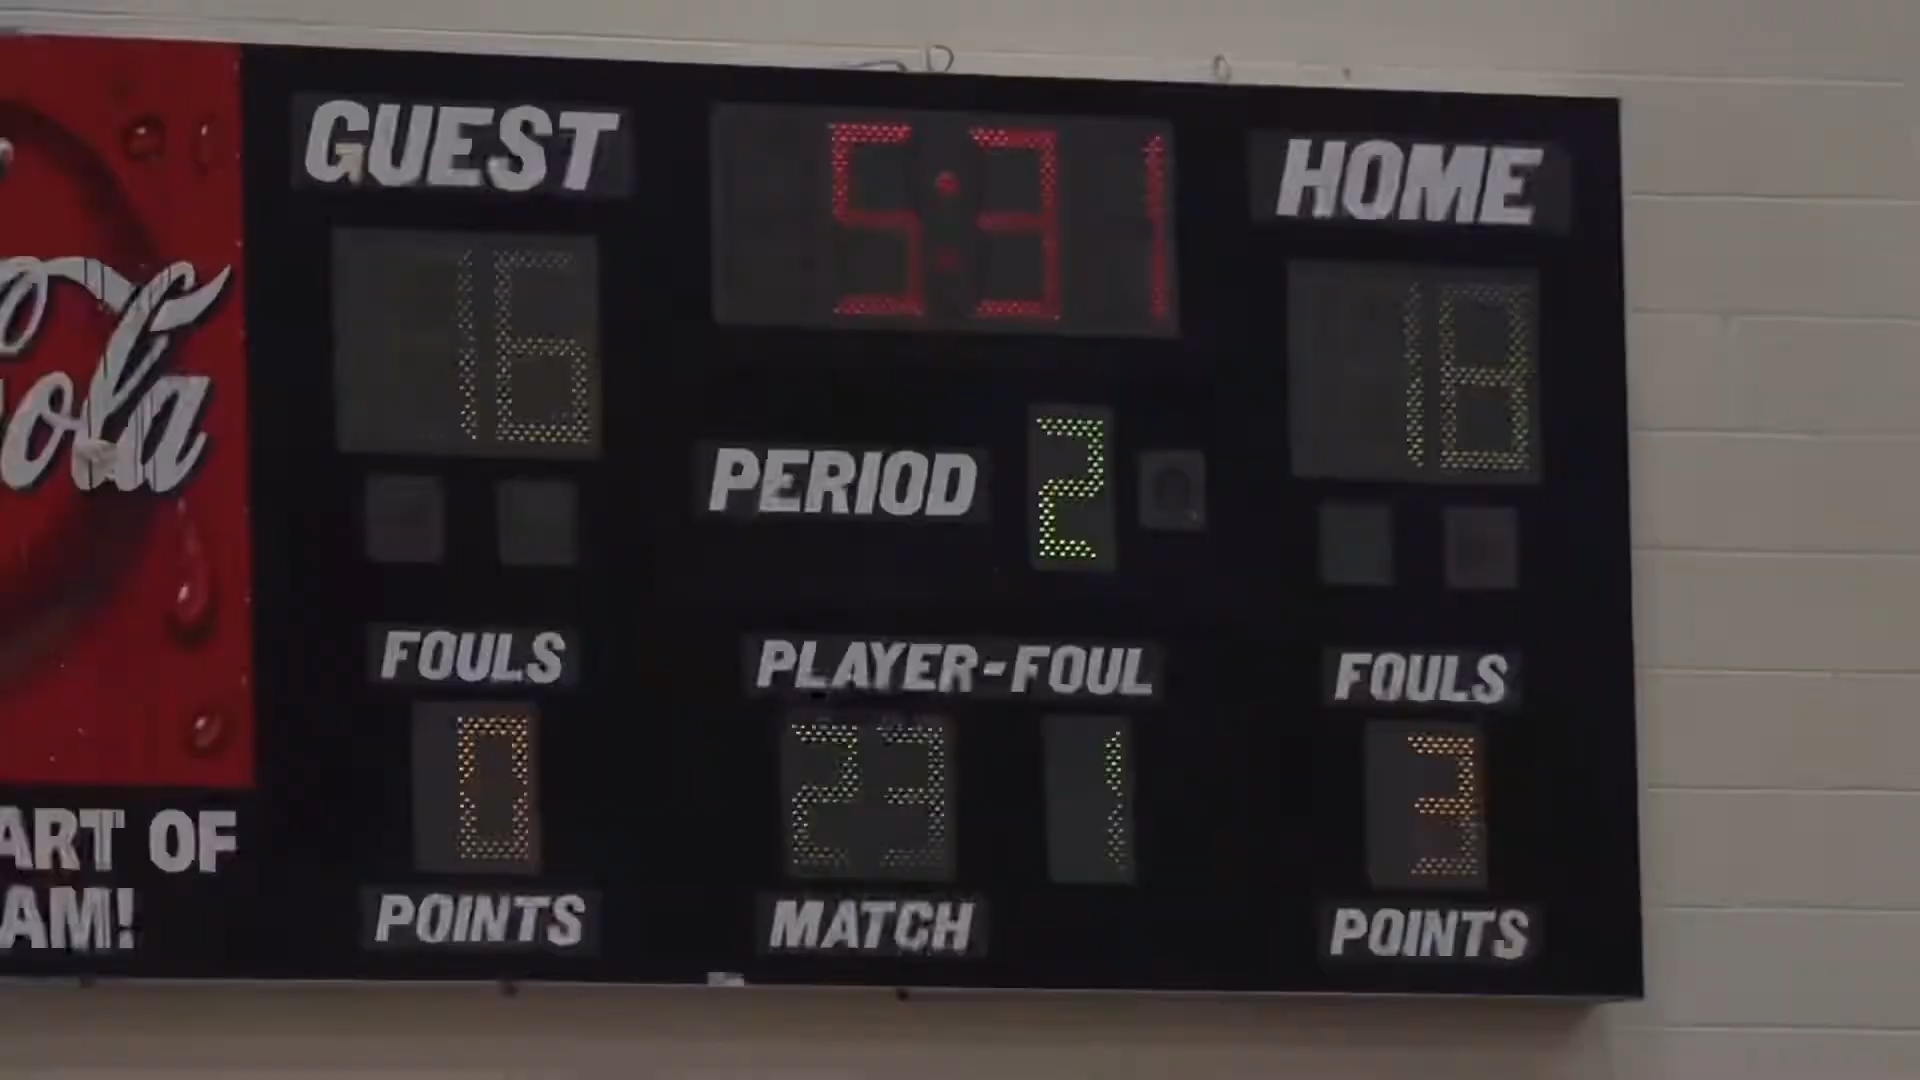 GUEST
5:31
HOME
16
18
PERIOD 2
FOULS
PLAYER-FOUL
FOULS
0
23 1
3
POINTS
MATCH
POINTS
Cola
ART OF
AM!